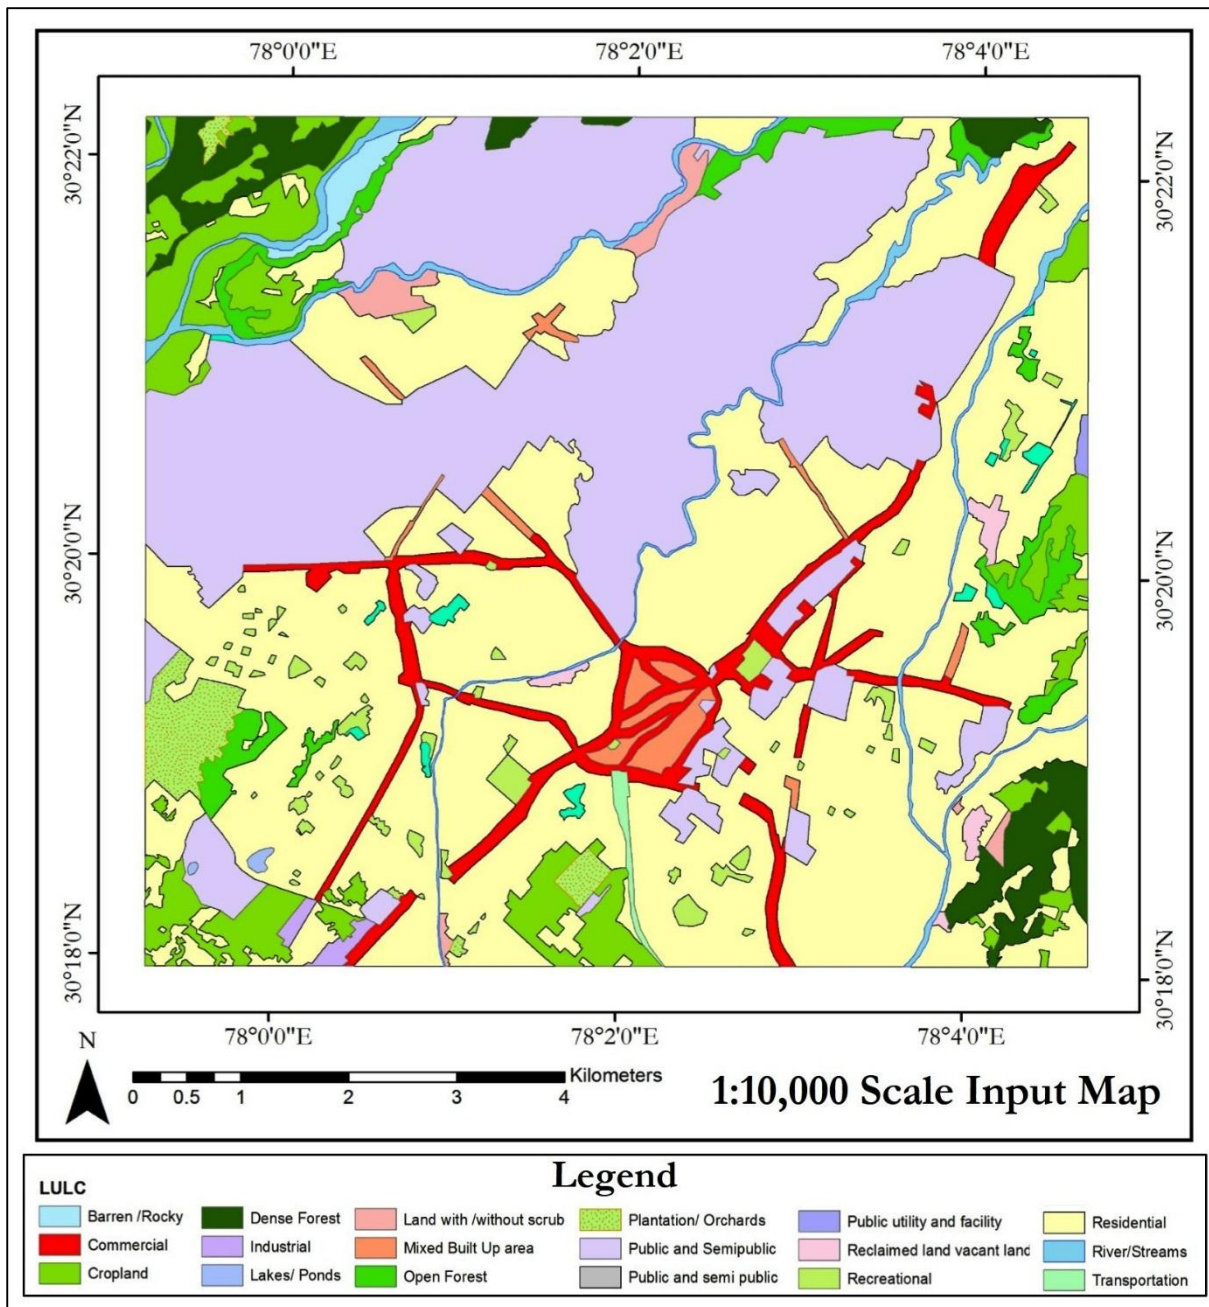 78°0'0"E 78°2'0"E 78°4'0"E
30°22'0"N
30°22'0"N
30°20'0"N
30°20'0"N
30°18'0"N
30°18'0"N
78°0'0"E 78°2'0"E 78°4'0"E
N
Kilometers
0 0.5 1 2 3 4
1:10,000 Scale Input Map
Legend
LULC
Barren /Rocky Dense Forest Land with /without scrub Plantation/ Orchards Public utility and facility Residential
Commercial Industrial Mixed Built Up area Public and Semipublic Reclaimed land vacant land River/Streams
Cropland Lakes/ Ponds Open Forest Public and semi public Recreational Transportation